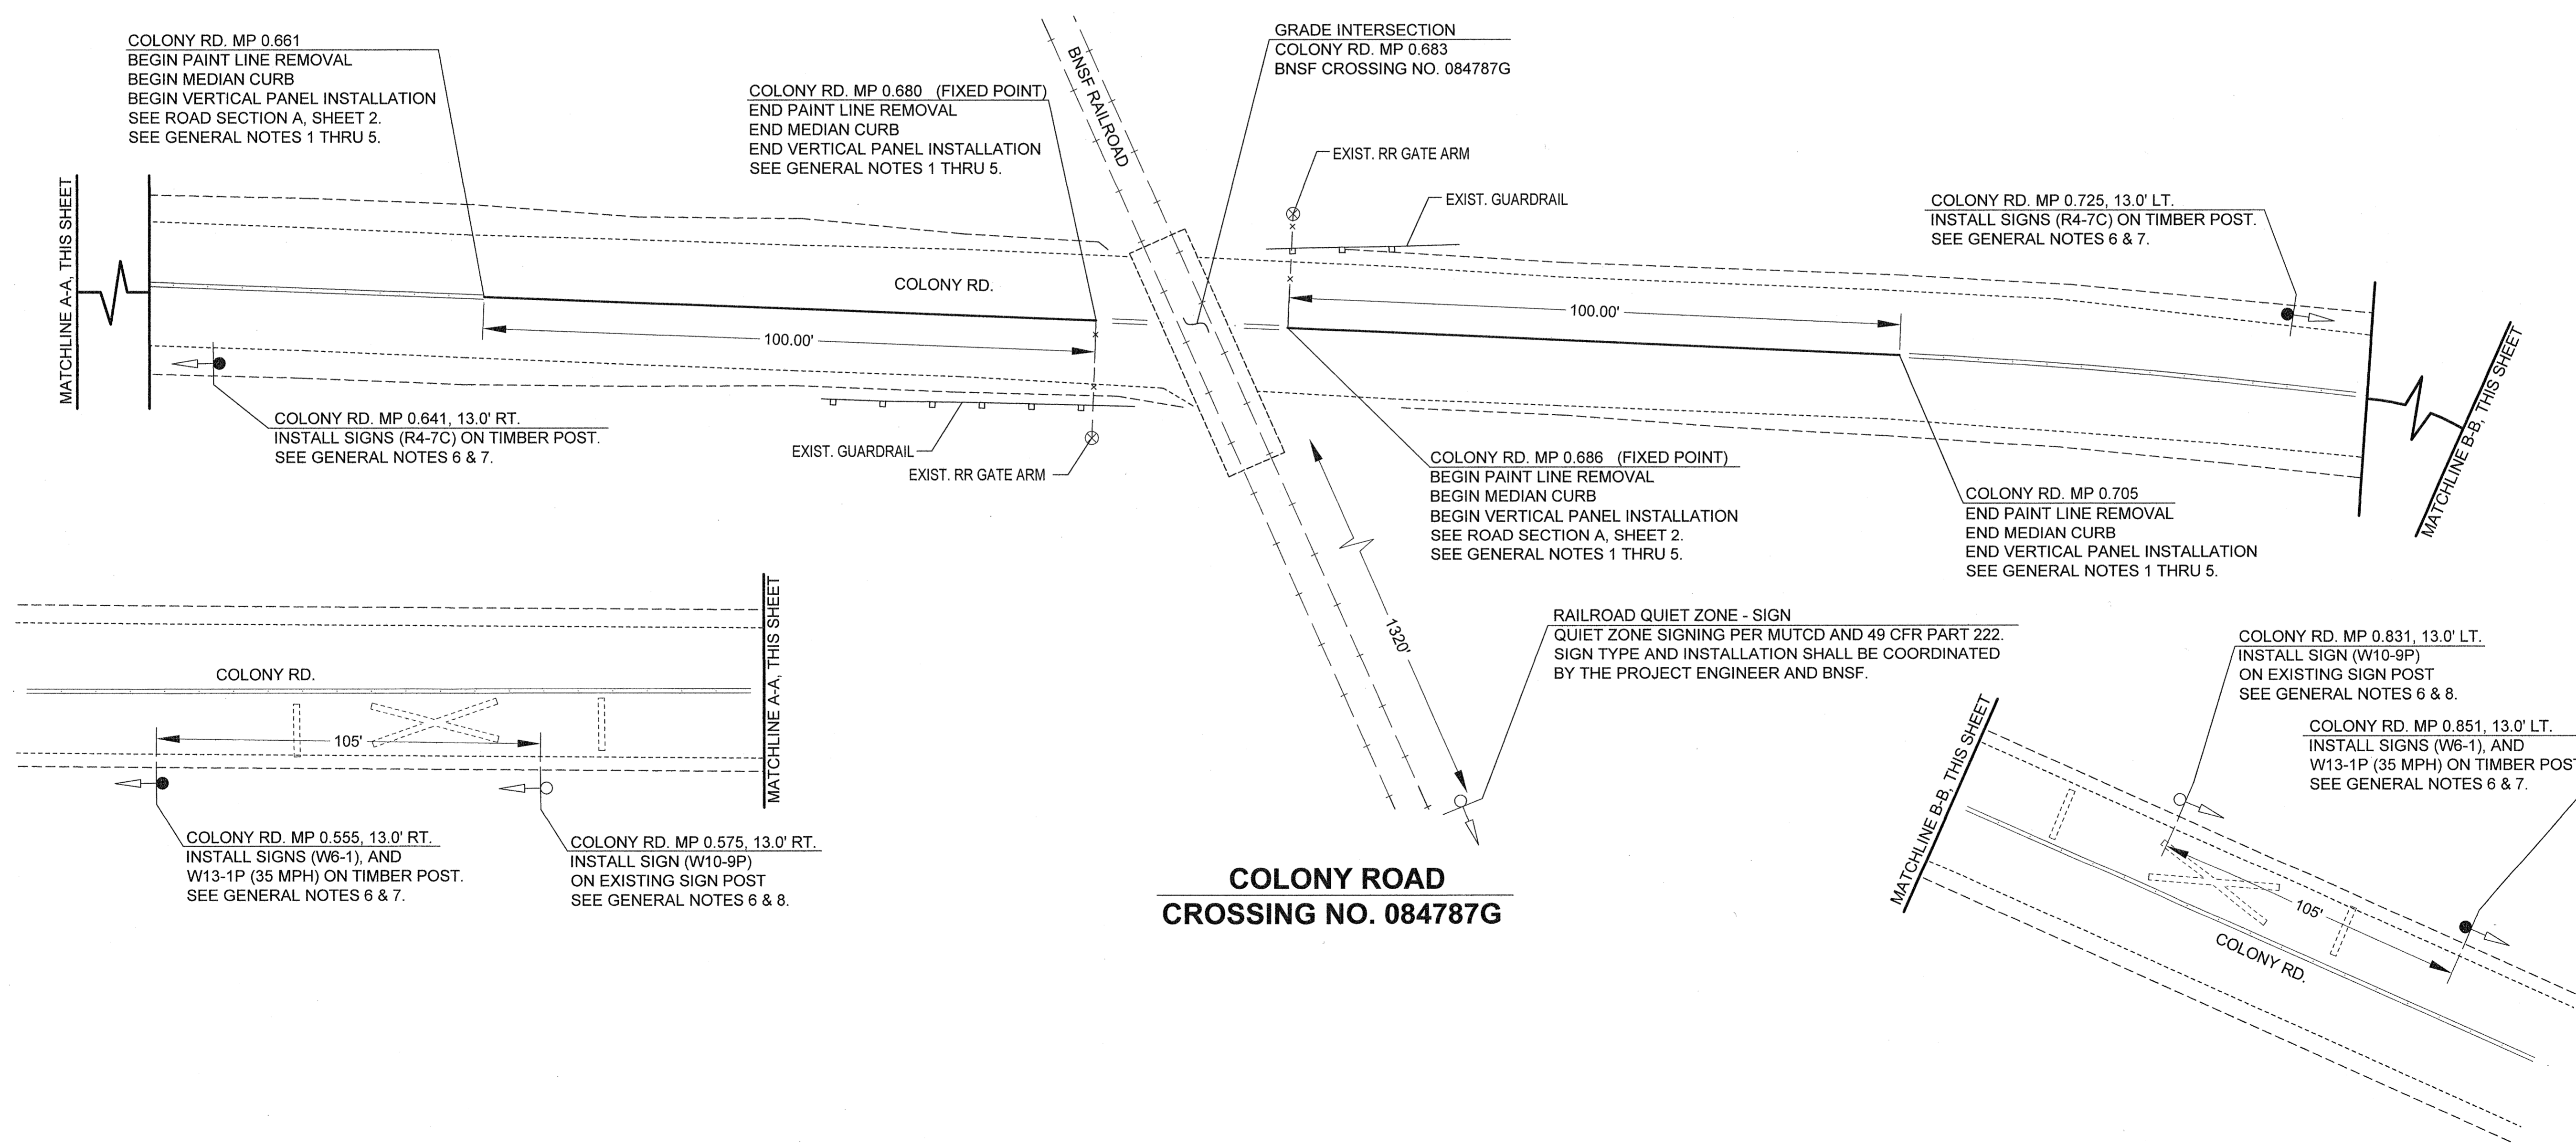 COLONY RD. MP 0.661
BEGIN PAINT LINE REMOVAL
BEGIN MEDIAN CURB
BEGIN VERTICAL PANEL INSTALLATION
SEE ROAD SECTION A, SHEET 2.
SEE GENERAL NOTES 1 THRU 5.
COLONY RD. MP 0.680 (FIXED POINT)
END PAINT LINE REMOVAL
END MEDIAN CURB
END VERTICAL PANEL INSTALLATION
SEE GENERAL NOTES 1 THRU 5.
BNSF RAILROAD
GRADE INTERSECTION
COLONY RD. MP 0.683
BNSF CROSSING NO. 084787G
EXIST. RR GATE ARM
EXIST. GUARDRAIL
COLONY RD. MP 0.725, 13.0' LT.
INSTALL SIGNS (R4-7C) ON TIMBER POST.
SEE GENERAL NOTES 6 & 7.
MATCHLINE A-A, THIS SHEET
COLONY RD.
100.00'
100.00'
MATCHLINE B-B, THIS SHEET
COLONY RD. MP 0.641, 13.0' RT.
INSTALL SIGNS (R4-7C) ON TIMBER POST.
SEE GENERAL NOTES 6 & 7.
EXIST. GUARDRAIL
EXIST. RR GATE ARM
COLONY RD. MP 0.686 (FIXED POINT)
BEGIN PAINT LINE REMOVAL
BEGIN MEDIAN CURB
BEGIN VERTICAL PANEL INSTALLATION
SEE ROAD SECTION A, SHEET 2.
SEE GENERAL NOTES 1 THRU 5.
COLONY RD. MP 0.705
END PAINT LINE REMOVAL
END MEDIAN CURB
END VERTICAL PANEL INSTALLATION
SEE GENERAL NOTES 1 THRU 5.
1320'
RAILROAD QUIET ZONE - SIGN
QUIET ZONE SIGNING PER MUTCD AND 49 CFR PART 222.
SIGN TYPE AND INSTALLATION SHALL BE COORDINATED
BY THE PROJECT ENGINEER AND BNSF.
COLONY RD.
105'
MATCHLINE A-A, THIS SHEET
COLONY RD. MP 0.555, 13.0' RT.
INSTALL SIGNS (W6-1), AND
W13-1P (35 MPH) ON TIMBER POST.
SEE GENERAL NOTES 6 & 7.
COLONY RD. MP 0.575, 13.0' RT.
INSTALL SIGN (W10-9P)
ON EXISTING SIGN POST
SEE GENERAL NOTES 6 & 8.
COLONY ROAD
CROSSING NO. 084787G
COLONY RD. MP 0.831, 13.0' LT.
INSTALL SIGN (W10-9P)
ON EXISTING SIGN POST
SEE GENERAL NOTES 6 & 8.
COLONY RD. MP 0.851, 13.0' LT.
INSTALL SIGNS (W6-1), AND
W13-1P (35 MPH) ON TIMBER POST
SEE GENERAL NOTES 6 & 7.
MATCHLINE B-B, THIS SHEET
105'
COLONY RD.